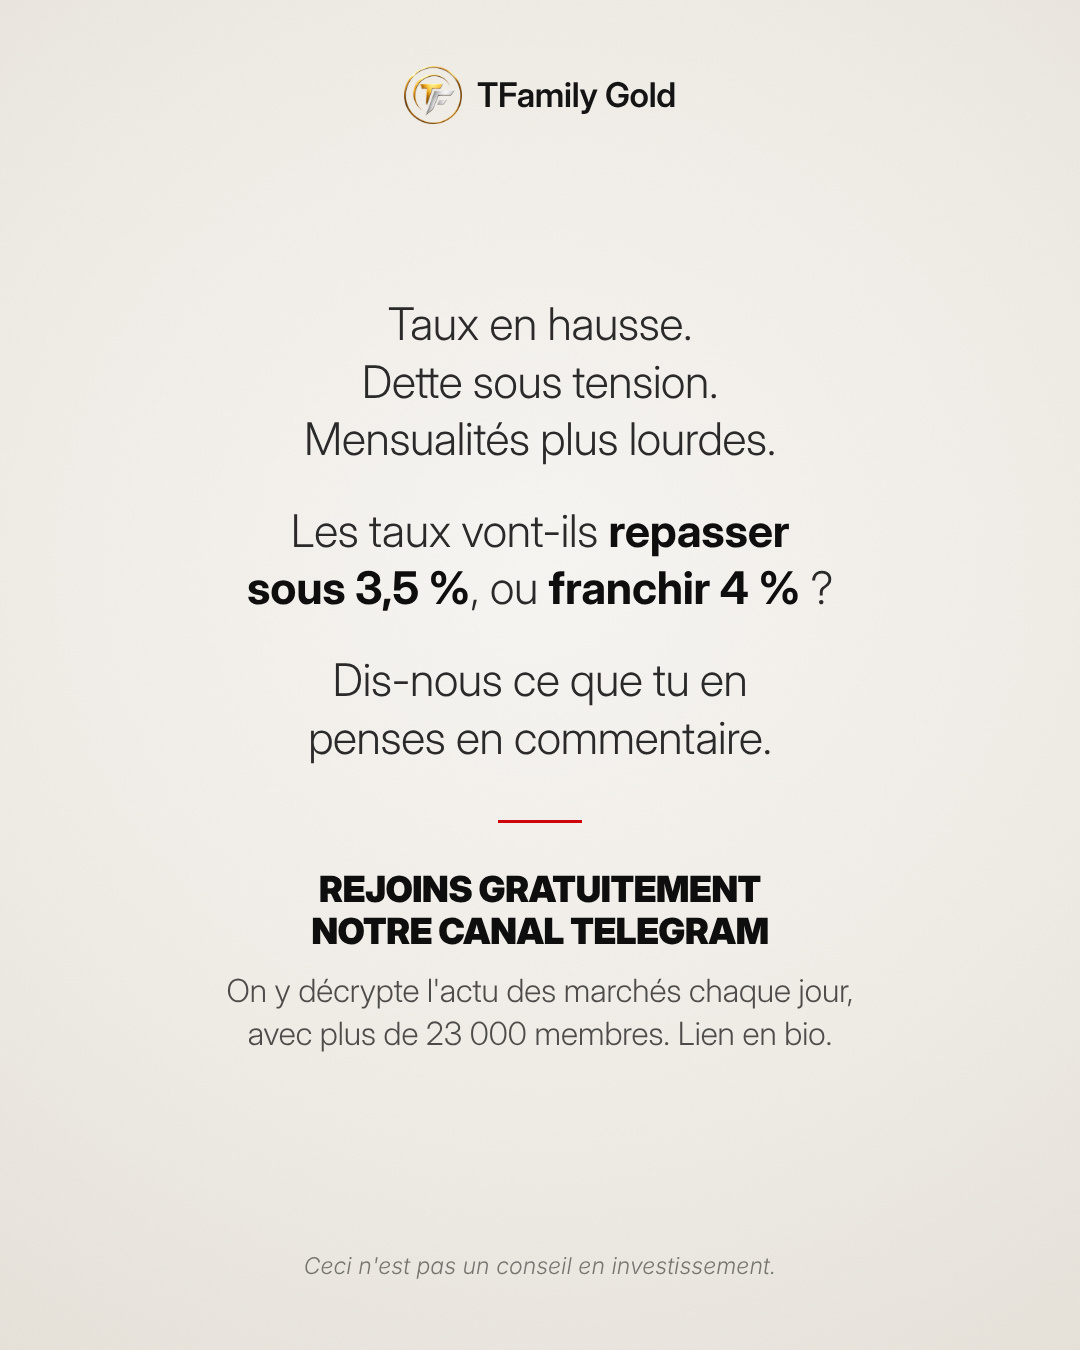 TF TFamily Gold
Taux en hausse.
Dette sous tension.
Mensualités plus lourdes.
Les taux vont-ils repasser
sous 3,5 %, ou franchir 4 % ?
Dis-nous ce que tu en
penses en commentaire.
REJOINS GRATUITEMENT
NOTRE CANAL TELEGRAM
On y décrypte l'actu des marchés chaque jour,
avec plus de 23 000 membres. Lien en bio.
Ceci n'est pas un conseil en investissement.